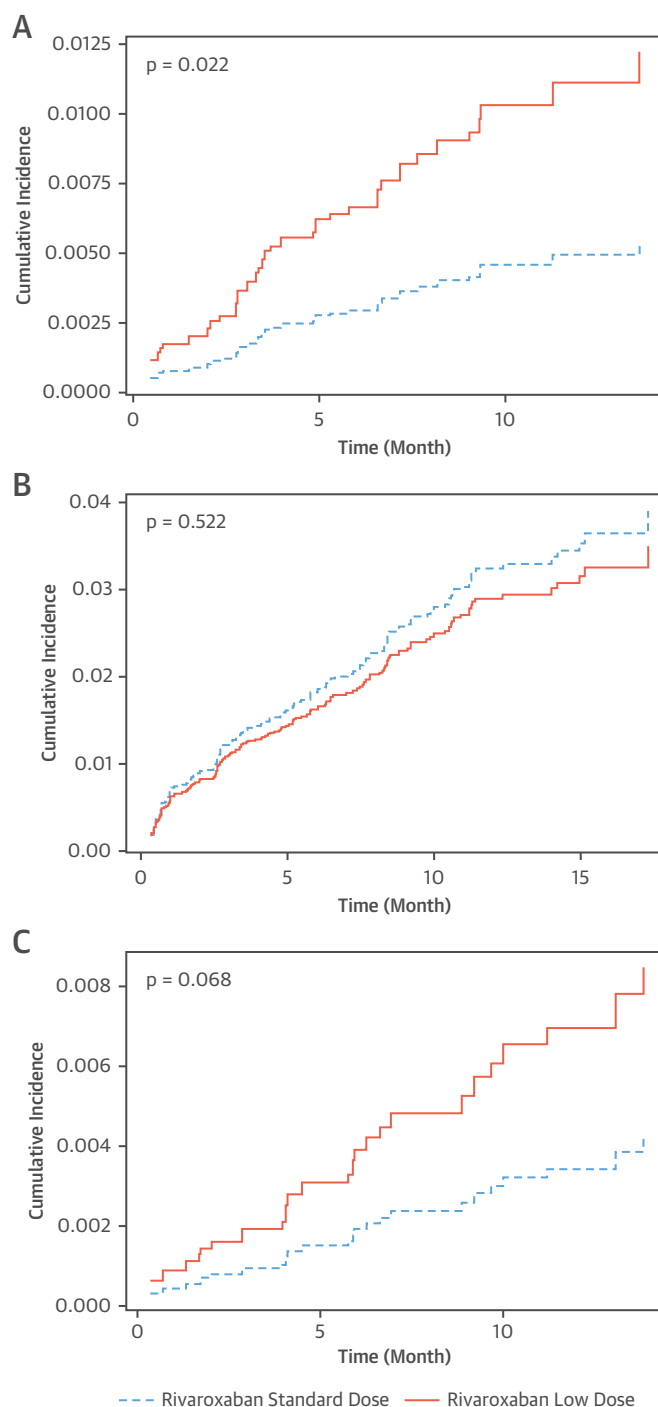 A
p = 0.022
Cumulative Incidence
0.0125
0.0100
0.0075
0.0050
0.0025
0.0000
0 5 10
Time (Month)
B
p = 0.522
Cumulative Incidence
0.04
0.03
0.02
0.01
0.00
0 5 10 15
Time (Month)
C
p = 0.068
Cumulative Incidence
0.008
0.006
0.004
0.002
0.000
0 5 10
Time (Month)
Rivaroxaban Standard Dose Rivaroxaban Low Dose